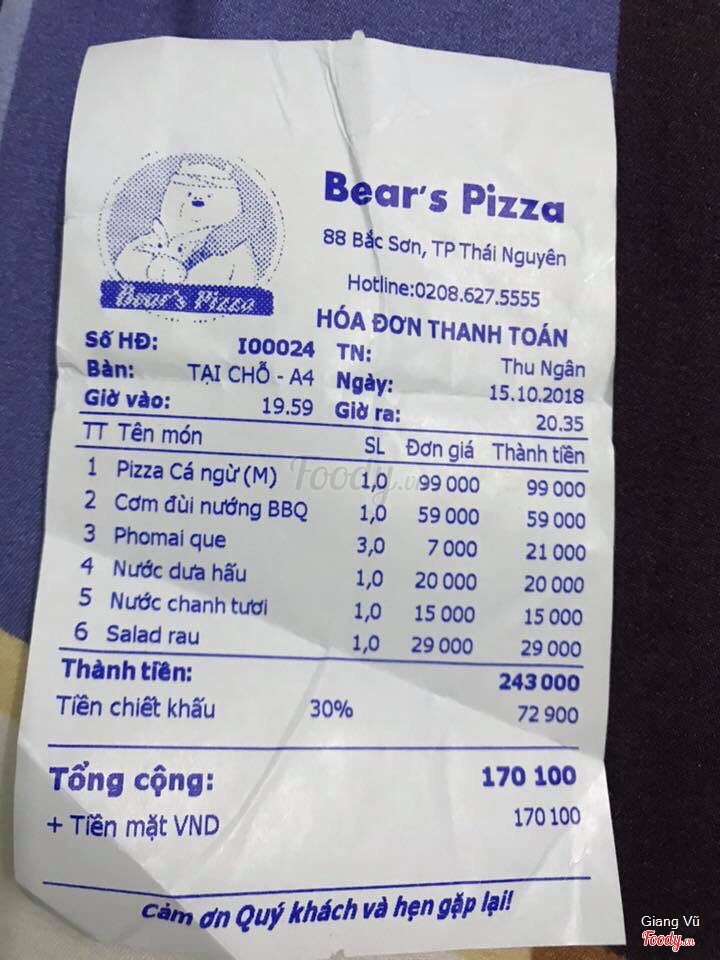 Bear's Pizza
88 Bắc Sơn, TP Thái Nguyên
Hotline:0208.627.5555
Bear's Pizza
HÓA ĐƠN THANH TOÁN
Số HĐ: I00024 TN: Thu Ngân
Bàn: TẠI CHỖ - A4 Ngày: 15.10.2018
Giờ vào: 19.59 Giờ ra: 20.35
TT Tên món SL Đơn giá Thành tiền
1 Pizza Cá ngừ (M) 1,0 99 000 99 000
Foody.vn
2 Cơm đùi nướng BBQ 1,0 59 000 59 000
3 Phomai que 3,0 7 000 21 000
4 Nước dưa hấu 1,0 20 000 20 000
5 Nước chanh tươi 1,0 15 000 15 000
6 Salad rau 1,0 29 000 29 000
Thành tiền: 243 000
Tiền chiết khấu 30% 72 900
Tổng cộng: 170 100
+ Tiền mặt VND 170 100
Cảm ơn Quý khách và hẹn gặp lại!
Giang Vũ
Foody.vn